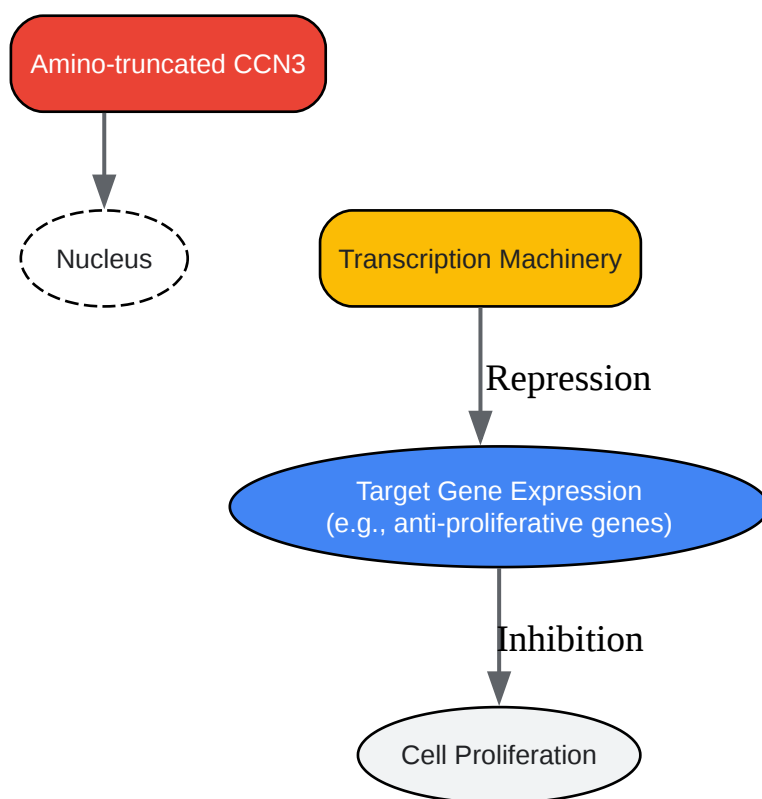 Amino-truncated CCN3
Nucleus
Transcription Machinery
Repression
Target Gene Expression
(e.g., anti-proliferative genes)
Inhibition
Cell Proliferation